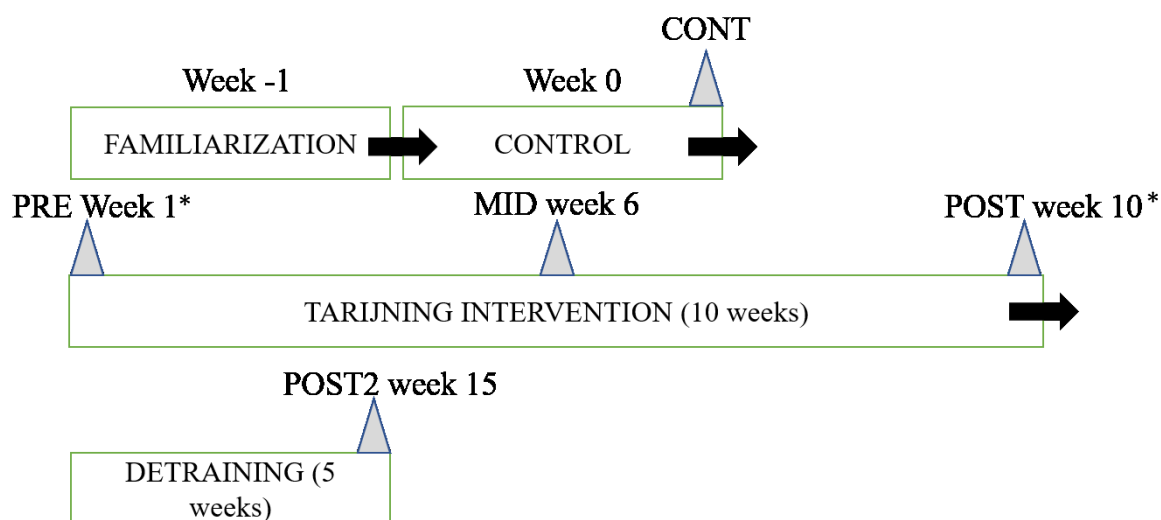 CONT
Week -1
Week 0
FAMILIARIZATION
CONTROL
PRE Week 1*
MID week 6
POST week 10*
TARIJNING INTERVENTION (10 weeks)
POST2 week 15
DETRAINING (5
weeks)